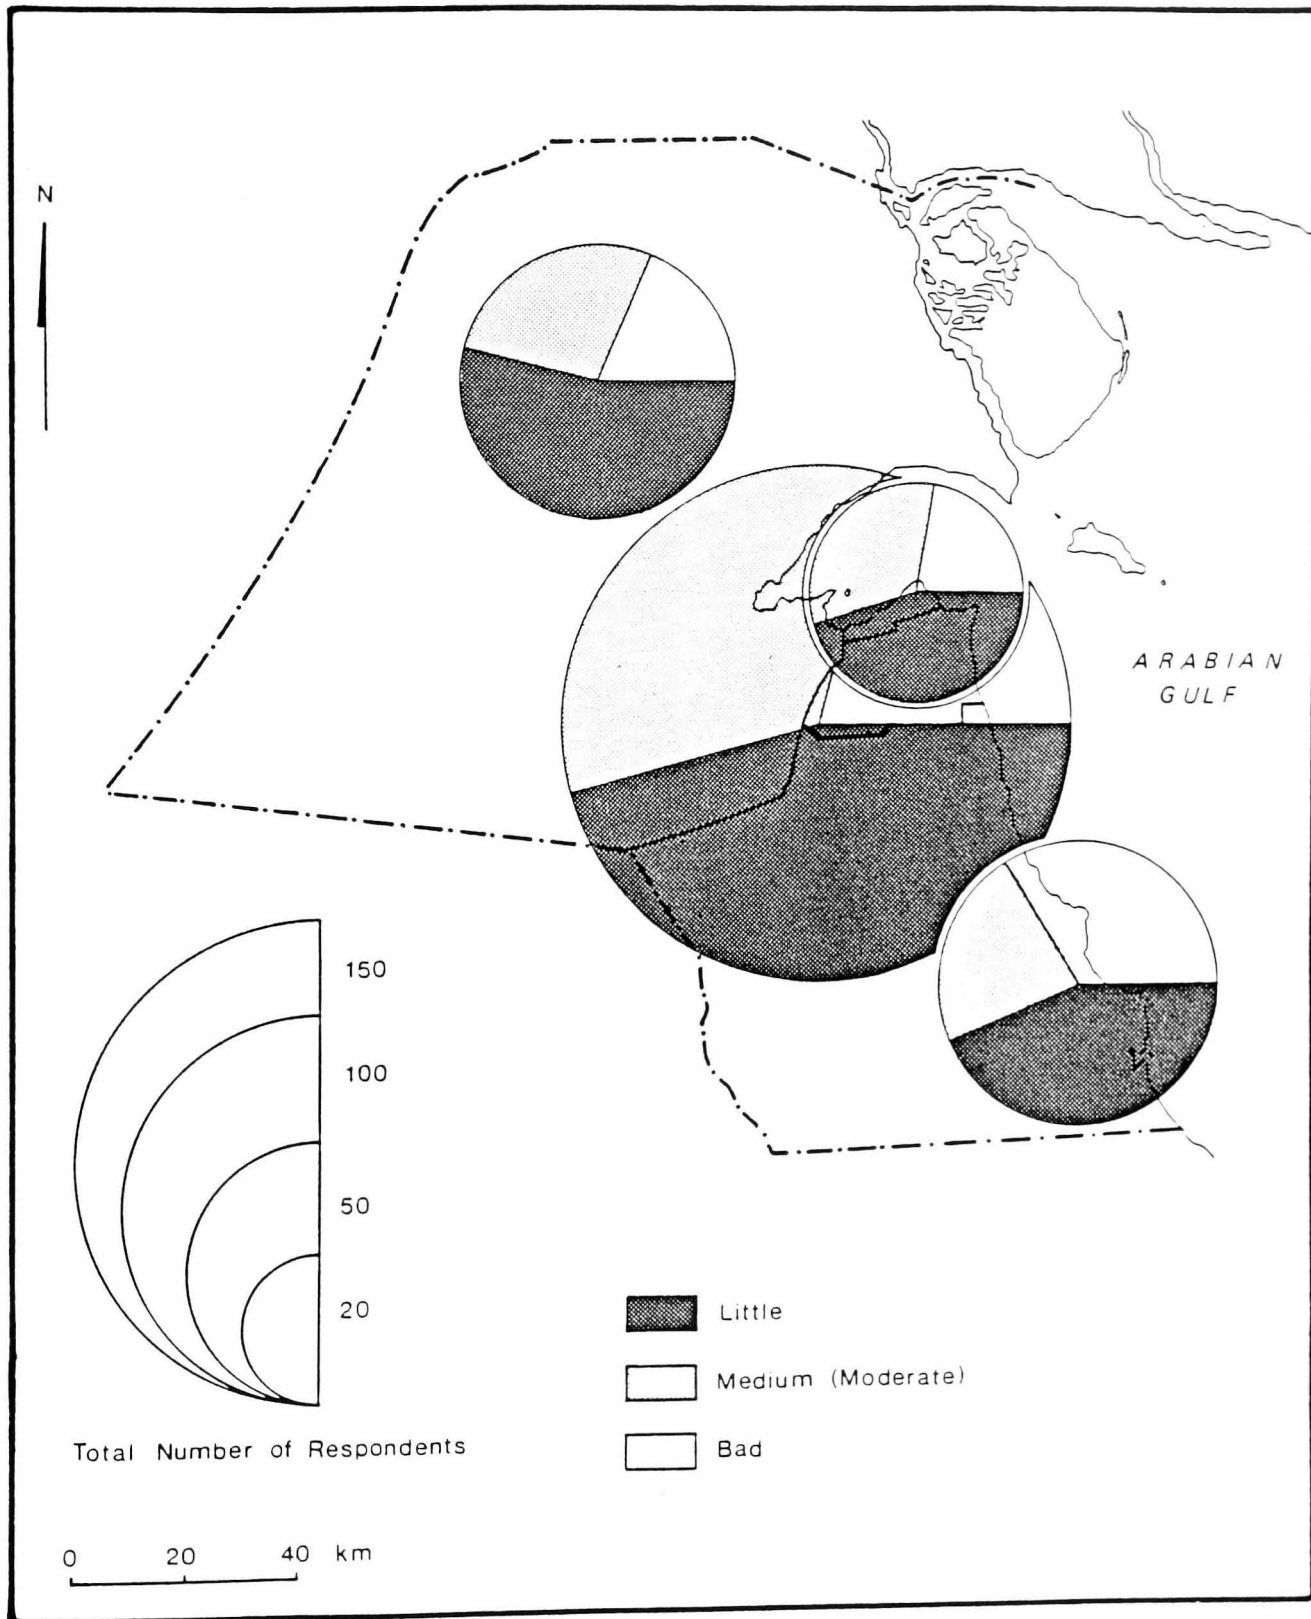 N
ARABIAN
GULF
150
100
50
20
Total Number of Respondents
Little
Medium (Moderate)
Bad
0 20 40 km